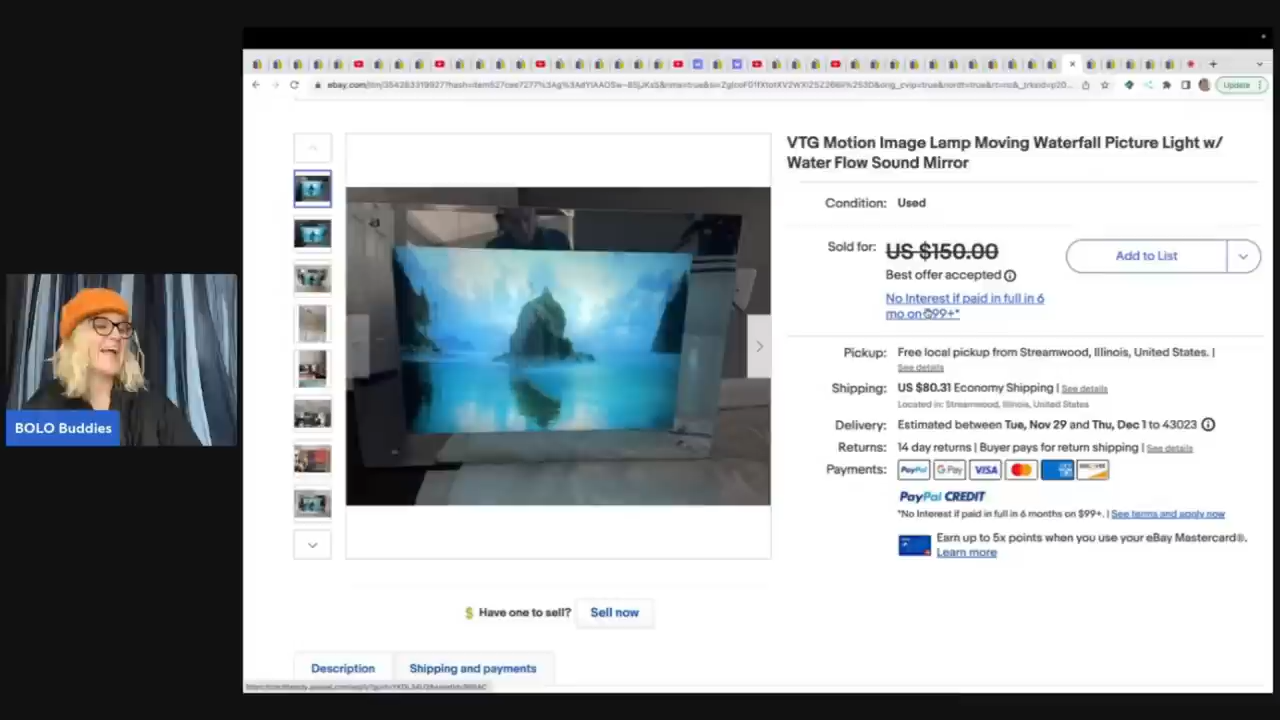 Update
VTG Motion Image Lamp Moving Waterfall Picture Light w/
Water Flow Sound Mirror
Condition: Used
Sold for: US $150.00
Best offer accepted
No Interest if paid in full in 6
mo on $99+*
Add to List
Pickup: Free local pickup from Streamwood, Illinois, United States. |
See details
Shipping: US $80.31 Economy Shipping | See details
Located in: Streamwood, Illinois, United States
Delivery: Estimated between Tue, Nov 29 and Thu, Dec 1 to 43023
Returns: 14 day returns | Buyer pays for return shipping | See details
Payments: PayPal G Pay VISA
PayPal CREDIT
*No Interest if paid in full in 6 months on $99+. | See terms and apply now
Earn up to 5x points when you use your eBay Mastercard®.
Learn more
BOLO Buddies
$ Have one to sell? Sell now
Description Shipping and payments